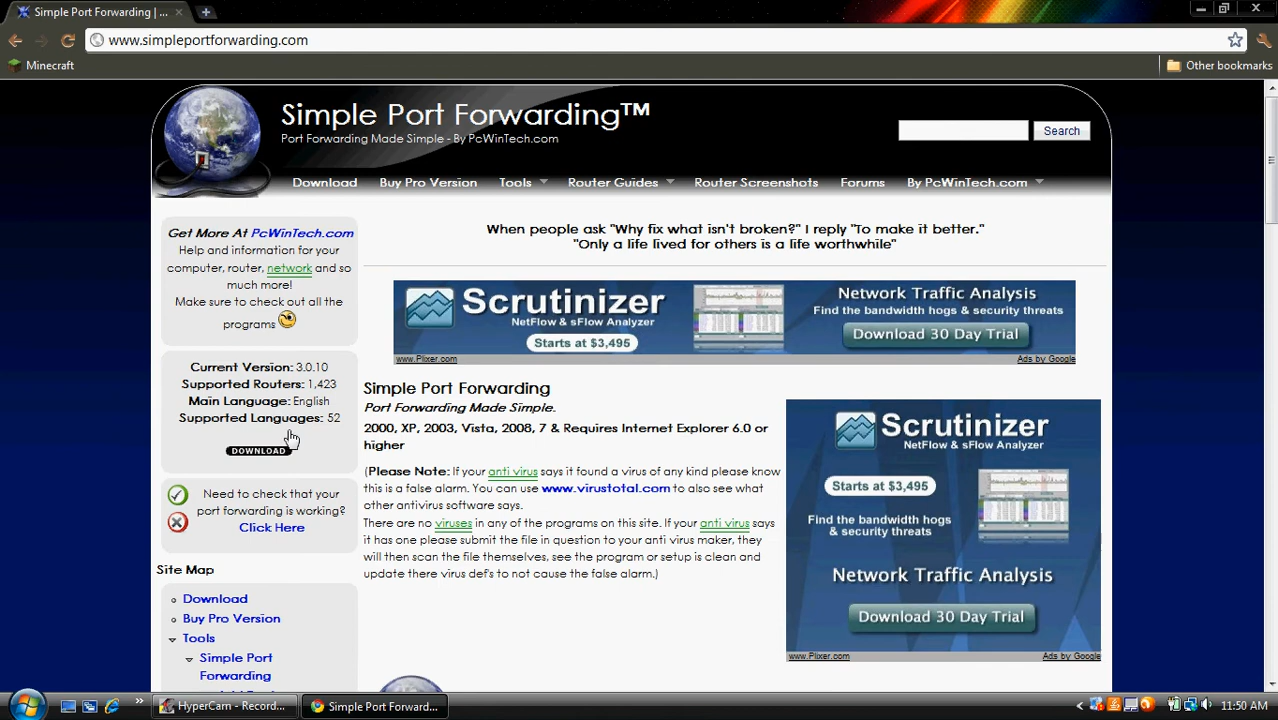 Simple Port Forwarding | ...
www.simpleportforwarding.com
Minecraft
Other bookmarks
Simple Port Forwarding™
Port Forwarding Made Simple - By PcWinTech.com
Search
Download
Buy Pro Version
Tools
Router Guides
Router Screenshots
Forums
By PcWinTech.com
Get More At PcWinTech.com
Help and information for your
computer, router, network and so
much more!
Make sure to check out all the
programs
Current Version: 3.0.10
Supported Routers: 1,423
Main Language: English
Supported Languages: 52
DOWNLOAD
Need to check that your
port forwarding is working?
Click Here
Site Map
Download
Buy Pro Version
Tools
Simple Port
Forwarding
When people ask "Why fix what isn't broken?" I reply "To make it better."
"Only a life lived for others is a life worthwhile"
Scrutinizer
NetFlow & sFlow Analyzer
Starts at $3,495
Network Traffic Analysis
Find the bandwidth hogs & security threats
Download 30 Day Trial
www.Plixer.com
Ads by Google
Simple Port Forwarding
Port Forwarding Made Simple.
2000, XP, 2003, Vista, 2008, 7 & Requires Internet Explorer 6.0 or
higher
(Please Note: If your anti virus says it found a virus of any kind please know
this is a false alarm. You can use www.virustotal.com to also see what
other antivirus software says.
There are no viruses in any of the programs on this site. If your anti virus says
it has one please submit the file in question to your anti virus maker, they
will then scan the file themselves, see the program or setup is clean and
update there virus def's to not cause the false alarm.)
Scrutinizer
NetFlow & sFlow Analyzer
Starts at $3,495
Find the bandwidth hogs
& security threats
Network Traffic Analysis
Download 30 Day Trial
www.Plixer.com
Ads by Google
HyperCam - Record...
Simple Port Forward...
11:50 AM